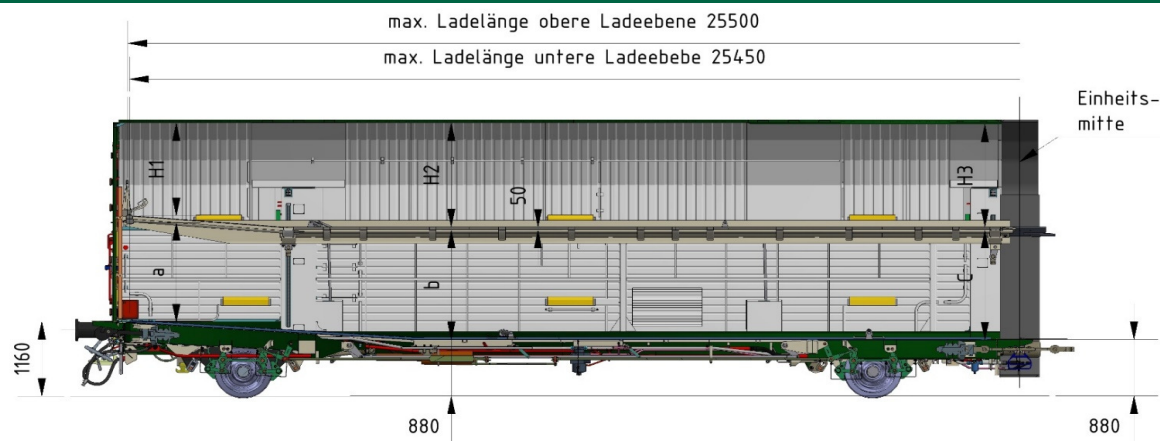 max. Ladelänge obere Ladeebene 25500
max. Ladelänge untere Ladeebebe 25450
Einheits-
mitte
H1
H2
50
H3
a
b
C
1160
880
880